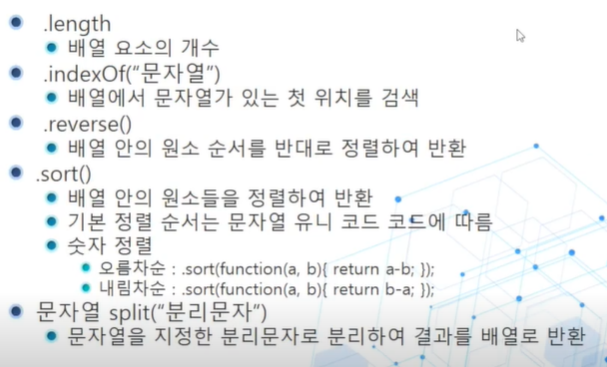 .length
배열 요소의 개수
.indexOf("문자열")
배열에서 문자열가 있는 첫 위치를 검색
.reverse()
배열 안의 원소 순서를 반대로 정렬하여 반환
.sort()
배열 안의 원소들을 정렬하여 반환
기본 정렬 순서는 문자열 유니 코드 코드에 따름
숫자 정렬
오름차순 : .sort(function(a, b){ return a-b; });
내림차순 : .sort(function(a, b){ return b-a; });
문자열 split("분리문자")
문자열을 지정한 분리문자로 분리하여 결과를 배열로 반환